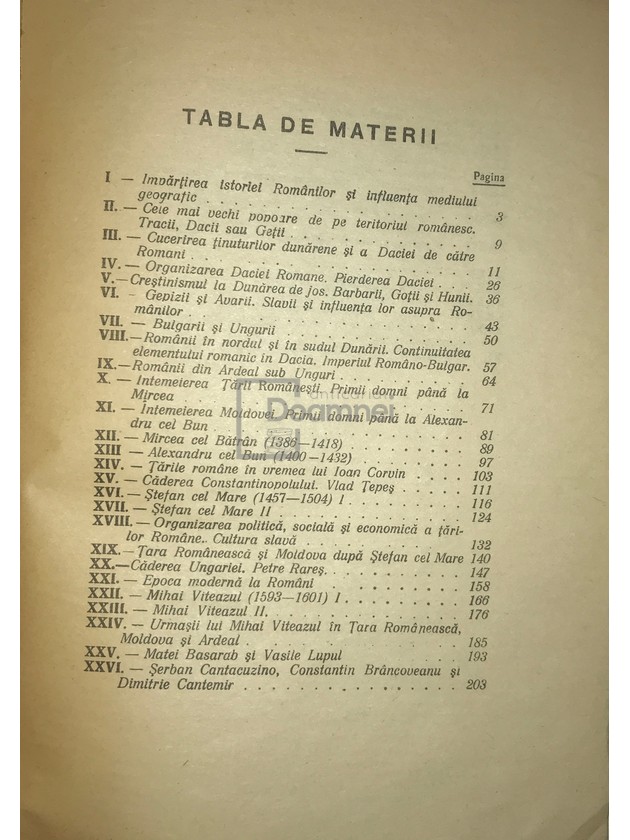 TABLA DE MATERII
Pagina
I — Impărțirea istoriei Românilor și influența mediului
geografic . . . . . . . . . . . . . . 3
II. — Cele mai vechi popoare de pe teritoriul românesc.
Tracii, Dacii sau Geții . . . . . . . . . . 9
III. — Cucerirea ținuturilor dunărene și a Daciei de către
Romani . . . . . . . . . . . . . . 11
IV. — Organizarea Daciei Romane. Pierderea Daciei . . . 26
V. — Creștinismul la Dunărea de jos. Barbarii, Goții și Hunii. 36
VI. — Gepizii și Avarii. Slavii și influența lor asupra Ro-
mânilor . . . . . . . . . . . . . . 43
VII. — Bulgarii și Ungurii . . . . . . . . . . 50
VIII. — Românii în nordul și în sudul Dunării. Continuitatea
elementului romanic in Dacia. Imperiul Româno-Bulgar. 57
IX. — Românii din Ardeal sub Unguri . . . . . . . 64
X. — Intemeierea Țării Românești. Primii domni până la
Mircea . . . . . . . . . . . . . . 71
XI. — Intemeierea Moldovei. Primii domni până la Alexan-
dru cel Bun . . . . . . . . . . . . 81
XII. — Mircea cel Bătrân (1386—1418) . . . . . . 89
XIII — Alexandru cel Bun (1400—1432) . . . . . . 97
XIV. — Țările române în vremea lui Ioan Corvin . . . . 103
XV. — Căderea Constantinopolului. Vlad Țepeș . . . . 111
XVI. — Ștefan cel Mare (1457—1504) I . . . . . . 116
XVII. — Ștefan cel Mare II . . . . . . . . . . 124
XVIII. — Organizarea politică, socială și economică a țări-
lor Române.. Cultura slavă . . . . . . . . 132
XIX. — Țara Românească și Moldova după Ștefan cel Mare 140
XX. — Căderea Ungariei. Petre Rareș. . . . . . . . 147
XXI. — Epoca modernă la Români . . . . . . . . 158
XXII. — Mihai Viteazul (1593—1601) I . . . . . . 166
XXIII. — Mihai Viteazul II. . . . . . . . . . . 176
XXIV. — Urmașii lui Mihai Viteazul în Țara Românească,
Moldova și Ardeal . . . . . . . . . . 185
XXV. — Matei Basarab și Vasile Lupul . . . . . . 193
XXVI. — Șerban Cantacuzino, Constantin Brâncoveanu și
Dimitrie Cantemir . . . . . . . . . . 203